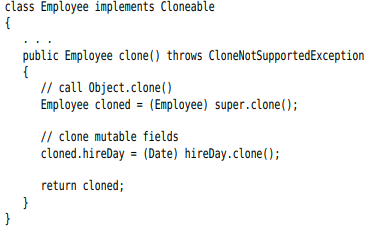 class Employee implements Cloneable
{
. . .
public Employee clone() throws CloneNotSupportedException
{
// call Object.clone()
Employee cloned = (Employee) super.clone();
// clone mutable fields
cloned.hireDay = (Date) hireDay.clone();
return cloned;
}
}